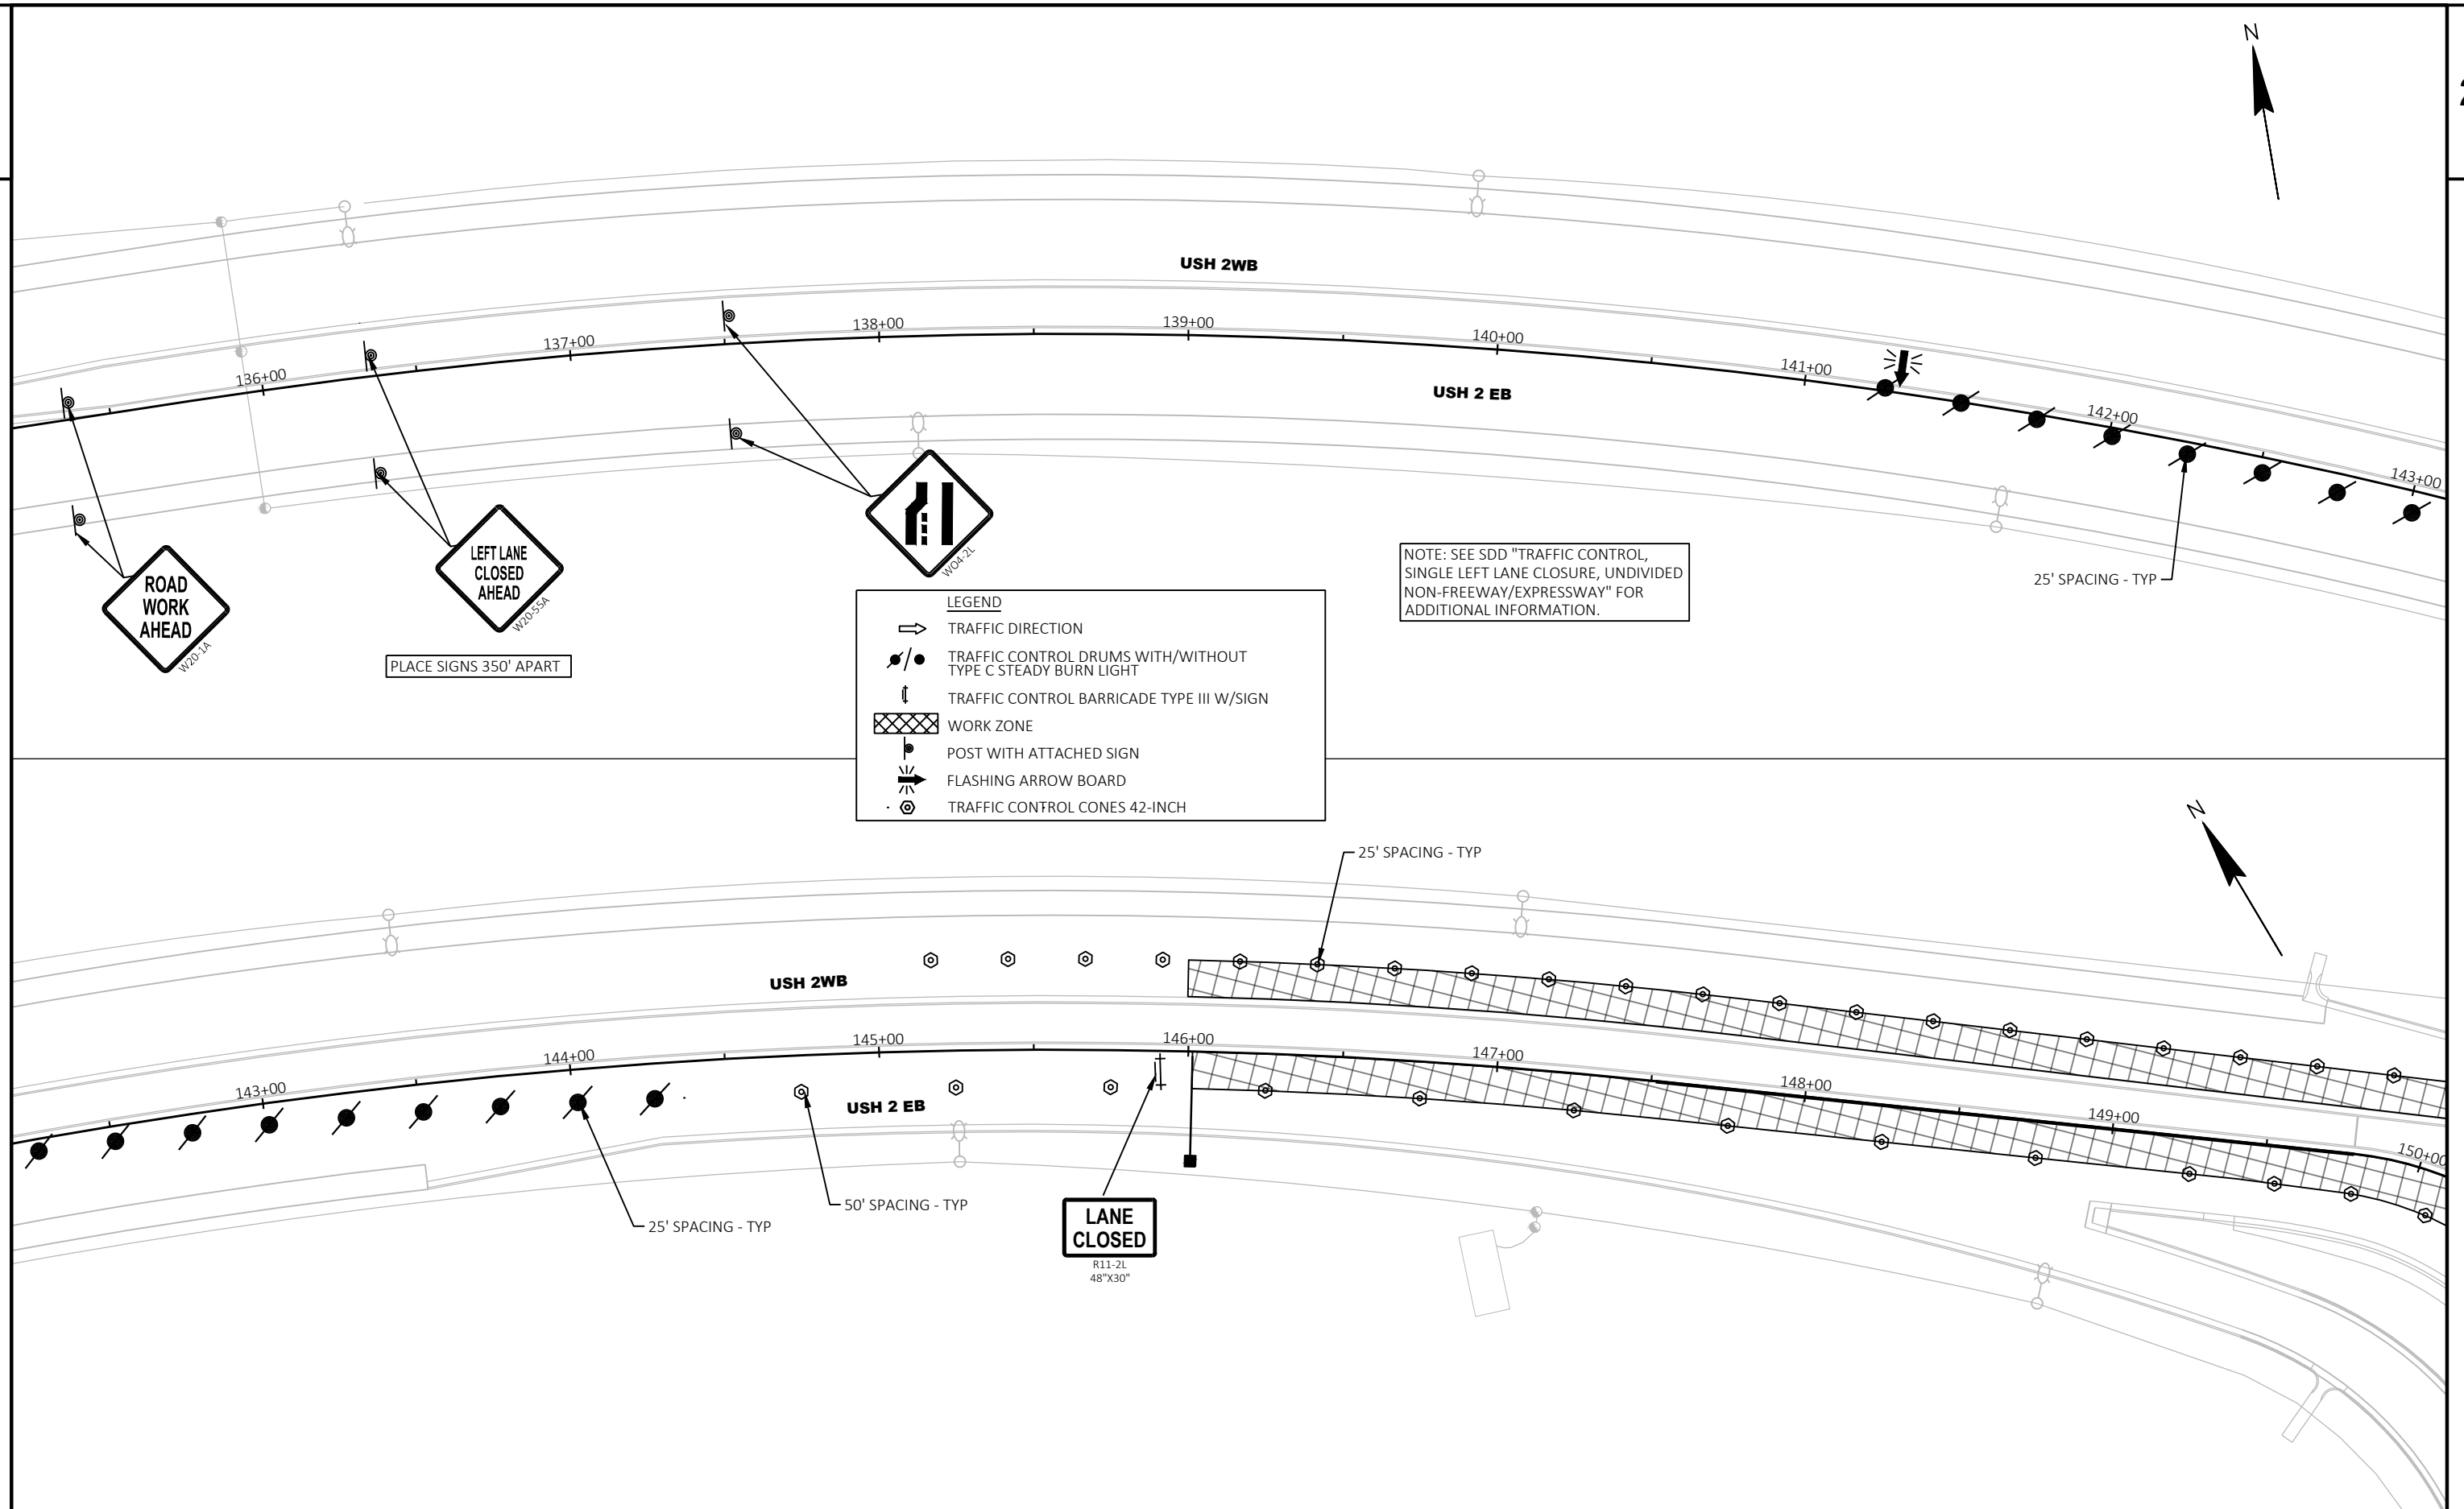 N
USH 2WB
136+00
137+00
138+00
139+00
140+00
141+00
142+00
143+00
USH 2 EB
ROAD
WORK
AHEAD
W20-1A
LEFT LANE
CLOSED
AHEAD
W20-55A
WO4-2L
PLACE SIGNS 350' APART
NOTE: SEE SDD "TRAFFIC CONTROL,
SINGLE LEFT LANE CLOSURE, UNDIVIDED
NON-FREEWAY/EXPRESSWAY" FOR
ADDITIONAL INFORMATION.
25' SPACING - TYP
LEGEND
TRAFFIC DIRECTION
TRAFFIC CONTROL DRUMS WITH/WITHOUT
TYPE C STEADY BURN LIGHT
TRAFFIC CONTROL BARRICADE TYPE III W/SIGN
WORK ZONE
POST WITH ATTACHED SIGN
FLASHING ARROW BOARD
TRAFFIC CONTROL CONES 42-INCH
N
25' SPACING - TYP
USH 2WB
143+00
144+00
145+00
146+00
147+00
148+00
149+00
150+00
USH 2 EB
50' SPACING - TYP
25' SPACING - TYP
LANE
CLOSED
R11-2L
48"X30"